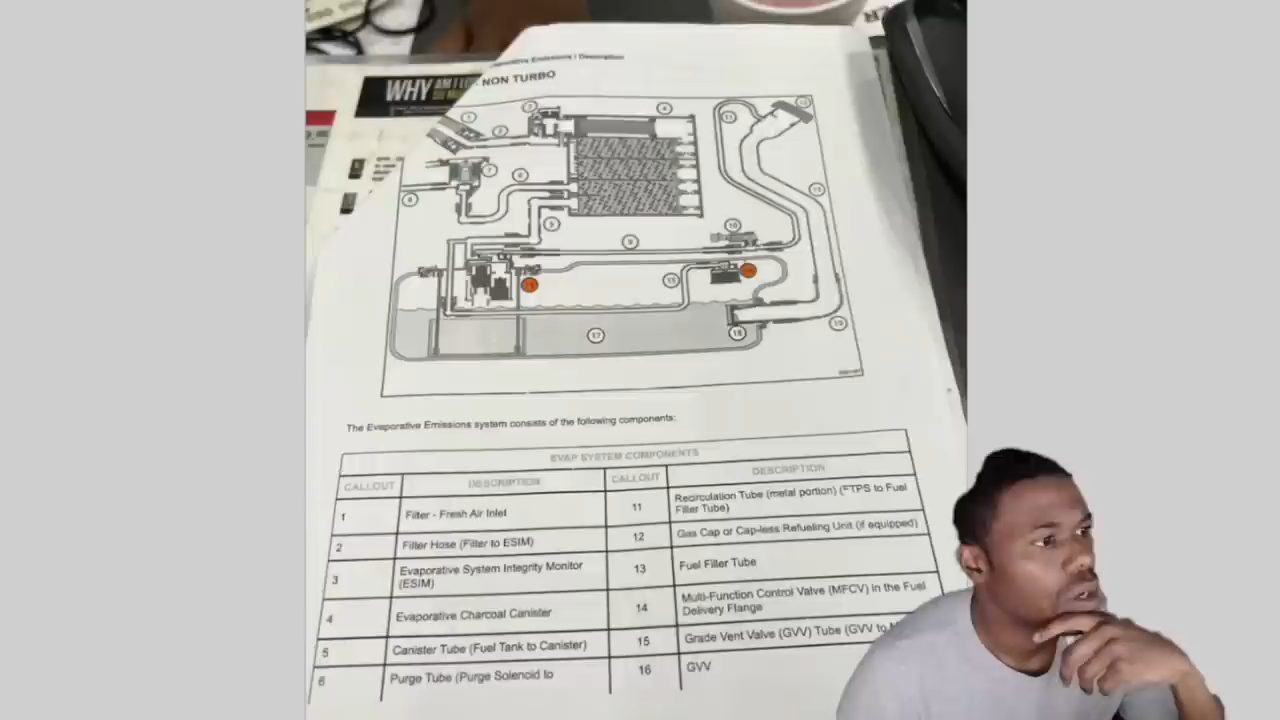 Evaporative Emissions / Description
NON TURBO
WHY AM I
The Evaporative Emissions system consists of the following components:
EVAP SYSTEM COMPONENTS
CALLOUT DESCRIPTION CALLOUT DESCRIPTION
1 Filter - Fresh Air Inlet 11 Recirculation Tube (metal portion) (FTPS to Fuel
Filler Tube)
2 Filter Hose (Filter to ESIM) 12 Gas Cap or Cap-less Refueling Unit (if equipped)
3 Evaporative System Integrity Monitor
(ESIM) 13 Fuel Filler Tube
4 Evaporative Charcoal Canister 14 Multi-Function Control Valve (MFCV) in the Fuel
Delivery Flange
5 Canister Tube (Fuel Tank to Canister) 15 Grade Vent Valve (GVV) Tube (GVV to
6 Purge Tube (Purge Solenoid to 16 GVV